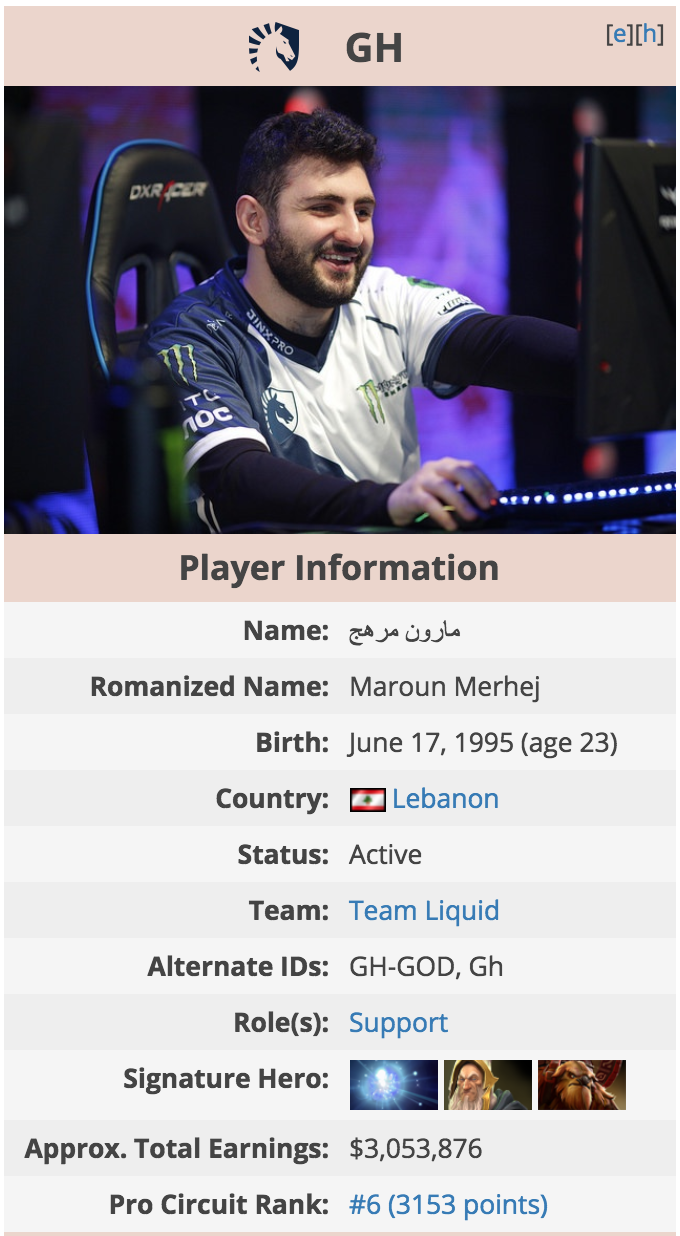 GH
[e][h]
DXRACER
JINXPRO
Player Information
Name: مارون مرهج
Romanized Name: Maroun Merhej
Birth: June 17, 1995 (age 23)
Country: Lebanon
Status: Active
Team: Team Liquid
Alternate IDs: GH-GOD, Gh
Role(s): Support
Signature Hero:
Approx. Total Earnings: $3,053,876
Pro Circuit Rank: #6 (3153 points)